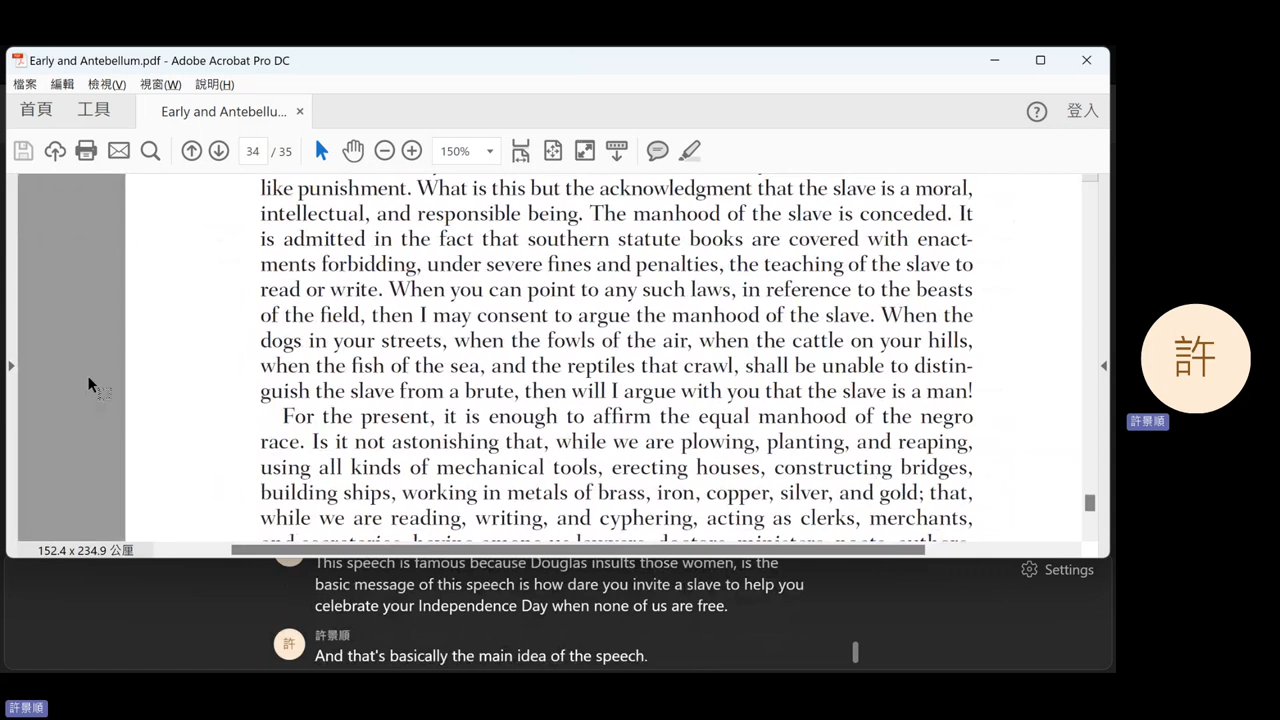 Early and Antebellum.pdf - Adobe Acrobat Pro DC
檔案 編輯 檢視(V) 視窗(W) 說明(H)
首頁 工具 Early and Antebellu... × ? 登入
34 / 35 150%
like punishment. What is this but the acknowledgment that the slave is a moral,
intellectual, and responsible being. The manhood of the slave is conceded. It
is admitted in the fact that southern statute books are covered with enact-
ments forbidding, under severe fines and penalties, the teaching of the slave to
read or write. When you can point to any such laws, in reference to the beasts
of the field, then I may consent to argue the manhood of the slave. When the
dogs in your streets, when the fowls of the air, when the cattle on your hills,
when the fish of the sea, and the reptiles that crawl, shall be unable to distin-
guish the slave from a brute, then will I argue with you that the slave is a man!
For the present, it is enough to affirm the equal manhood of the negro
race. Is it not astonishing that, while we are plowing, planting, and reaping,
using all kinds of mechanical tools, erecting houses, constructing bridges,
building ships, working in metals of brass, iron, copper, silver, and gold; that,
while we are reading, writing, and cyphering, acting as clerks, merchants,
152.4 x 234.9 公厘
This speech is famous because Douglas insults those women, is the
basic message of this speech is how dare you invite a slave to help you
celebrate your Independence Day when none of us are free.
許 許景順
And that's basically the main idea of the speech.
Settings
許
許景順
許景順